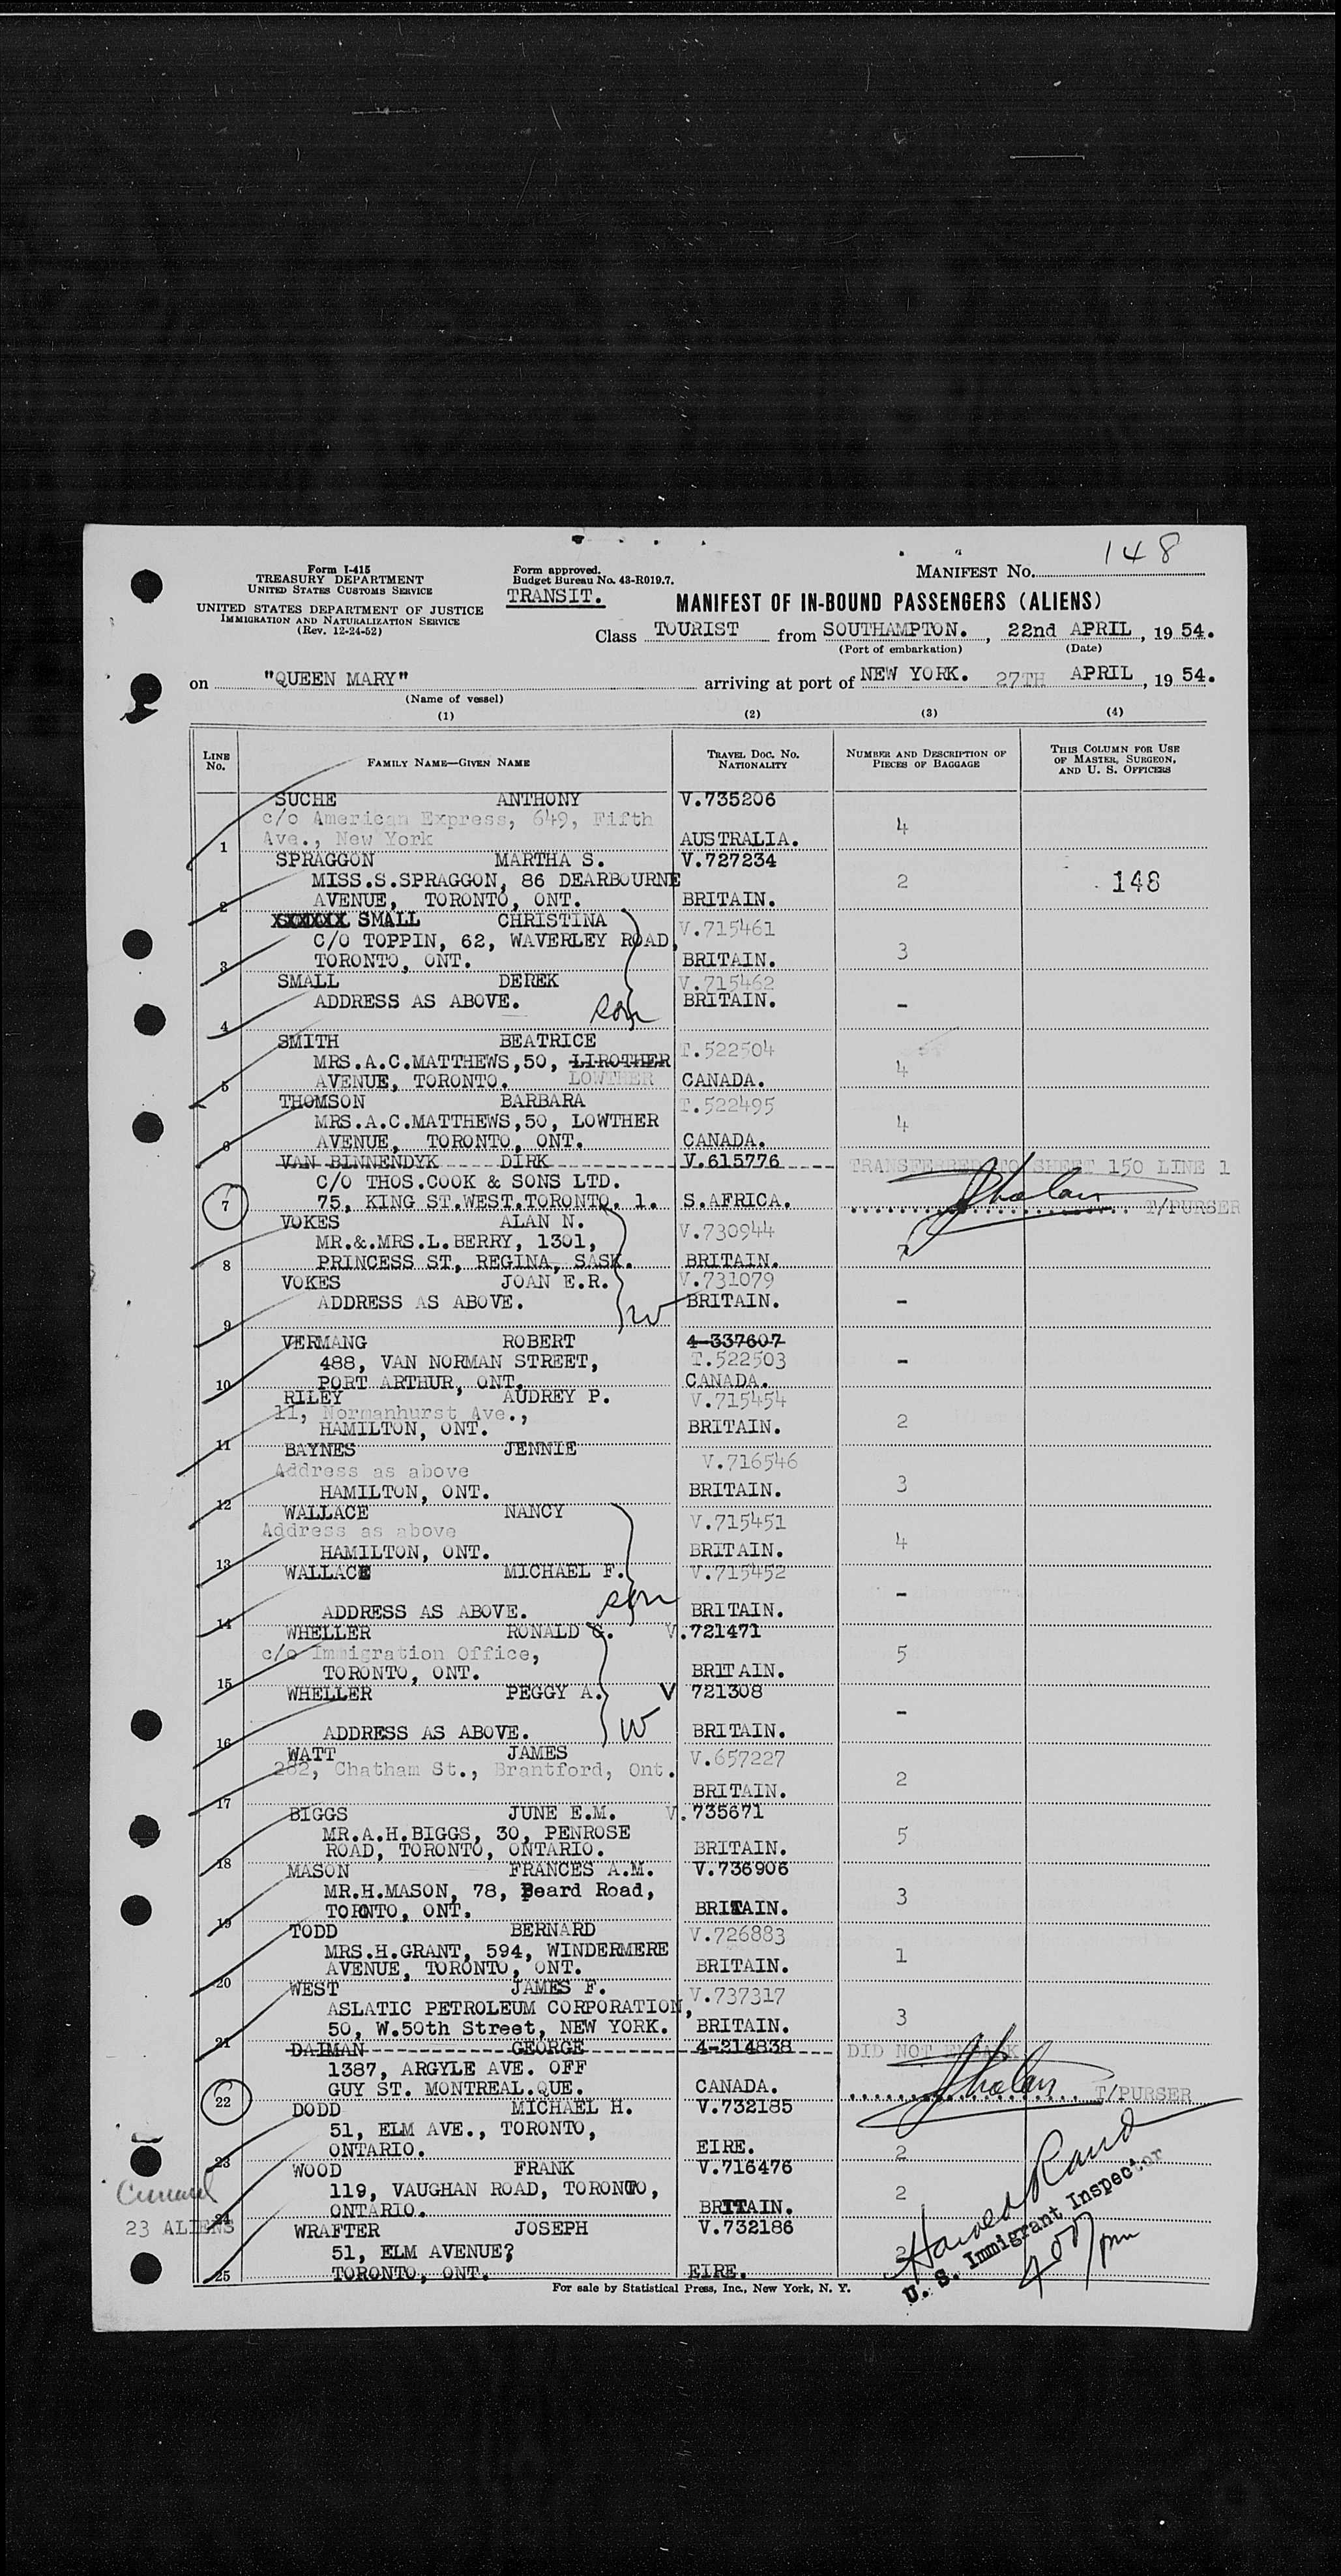 148
Form I-415
TREASURY DEPARTMENT
UNITED STATES CUSTOMS SERVICE
UNITED STATES DEPARTMENT OF JUSTICE
IMMIGRATION AND NATURALIZATION SERVICE
(Rev. 12-24-52)
Form approved.
Budget Bureau No. 43-R019.7.
TRANSIT.
MANIFEST No.
MANIFEST OF IN-BOUND PASSENGERS (ALIENS)
Class TOURIST from SOUTHAMPTON. , 22nd APRIL , 19 54.
(Port of embarkation) (Date)
on "QUEEN MARY" arriving at port of NEW YORK. 27TH APRIL , 19 54.
(Name of vessel)
(1) (2) (3) (4)
LINE No. FAMILY NAME—GIVEN NAME TRAVEL DOC. NO. NATIONALITY NUMBER AND DESCRIPTION OF PIECES OF BAGGAGE THIS COLUMN FOR USE OF MASTER, SURGEON, AND U. S. OFFICERS
SUCHE ANTHONY V.735206
c/o American Express, 649, Fifth 4
1 Ave., New York AUSTRALIA.
SPRAGGON MARTHA S. V.727234
MISS.S.SPRAGGON, 86 DEARBOURNE 2 148
2 AVENUE, TORONTO, ONT. BRITAIN.
SMALL CHRISTINA V.715461
C/O TOPPIN, 62, WAVERLEY ROAD, 3
3 TORONTO, ONT. BRITAIN.
SMALL DEREK V.715462
ADDRESS AS ABOVE. BRITAIN. -
4 son
SMITH BEATRICE T.522504
MRS.A.C.MATTHEWS,50, LIROTHER 4
5 AVENUE, TORONTO. LOWTHER CANADA.
THOMSON BARBARA T.522495
MRS.A.C.MATTHEWS,50, LOWTHER 4
6 AVENUE, TORONTO, ONT. CANADA.
VAN BINNENDYK DIRK V.615776 TRANSFERRED TO SHEET 150 LINE 1
C/O THOS.COOK & SONS LTD.
7 75, KING ST.WEST.TORONTO, 1. S.AFRICA. T/PURSER
VOKES ALAN N. V.730944
MR.&.MRS.L.BERRY, 1301, 7
8 PRINCESS ST, REGINA, SASK. BRITAIN.
VOKES JOAN E.R. V.731079
ADDRESS AS ABOVE. BRITAIN. -
9 W
VERMANG ROBERT 4-337607
488, VAN NORMAN STREET, T.522503 -
10 PORT ARTHUR, ONT. CANADA.
RILEY AUDREY P. V.715454
11, Normanhurst Ave., 2
11 HAMILTON, ONT. BRITAIN.
BAYNES JENNIE V.716546
Address as above 3
12 HAMILTON, ONT. BRITAIN.
WALLACE NANCY V.715451
Address as above 4
13 HAMILTON, ONT. BRITAIN.
WALLACE MICHAEL F. V.715452
son -
14 ADDRESS AS ABOVE. BRITAIN.
WHELLER RONALD G. V.721471
c/o Immigration Office, 5
15 TORONTO, ONT. BRITAIN.
WHELLER PEGGY A. V 721308
W -
16 ADDRESS AS ABOVE. BRITAIN.
WATT JAMES V.657227
282, Chatham St., Brantford, Ont. 2
17 BRITAIN.
BIGGS JUNE E.M. V.735671
MR.A.H.BIGGS, 30, PENROSE 5
18 ROAD, TORONTO, ONTARIO. BRITAIN.
MASON FRANCES A.M. V.736906
MR.H.MASON, 78, Beard Road, 3
19 TORNTO, ONT. BRITAIN.
TODD BERNARD V.726883
MRS.H.GRANT, 594, WINDERMERE 1
20 AVENUE, TORONTO, ONT. BRITAIN.
WEST JAMES F. V.737317
ASLATIC PETROLEUM CORPORATION, 3
21 50, W.50th Street, NEW YORK. BRITAIN.
DAIMAN GEORGE 4-214838 DID NOT EMBARK
1387, ARGYLE AVE. OFF
22 GUY ST. MONTREAL.QUE. CANADA. T/PURSER
DODD MICHAEL H. V.732185
51, ELM AVE., TORONTO,
23 ONTARIO. EIRE. 2
WOOD FRANK V.716476
119, VAUGHAN ROAD, TORONTO, 2
24 ONTARIO. BRITAIN.
Cunard
23 ALIENS
WRAFTER JOSEPH V.732186
51, ELM AVENUE? 2
25 TORONTO, ONT. EIRE.
Harold Rand
U. S. Immigrant Inspector
For sale by Statistical Press, Inc., New York, N. Y.